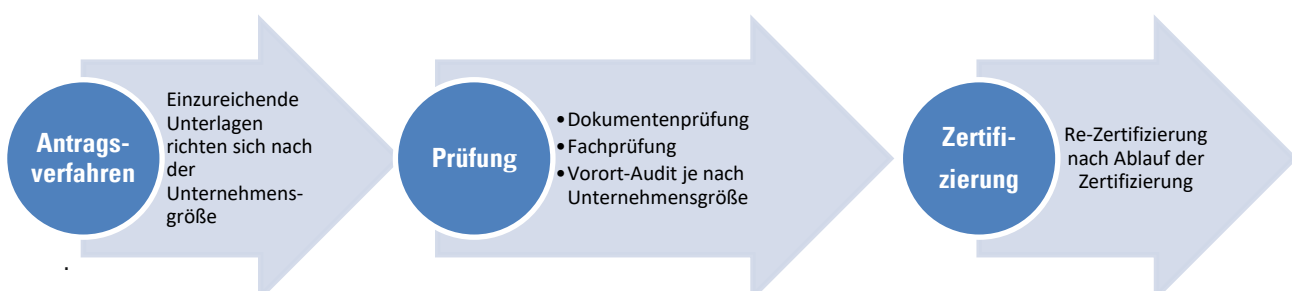 Antrags-
verfahren
Einzureichende
Unterlagen
richten sich nach
der
Unternehmens-
größe
.
Prüfung
•Dokumentenprüfung
•Fachprüfung
•Vorort-Audit je nach
Unternehmensgröße
Zertifi-
zierung
Re-Zertifizierung
nach Ablauf der
Zertifizierung